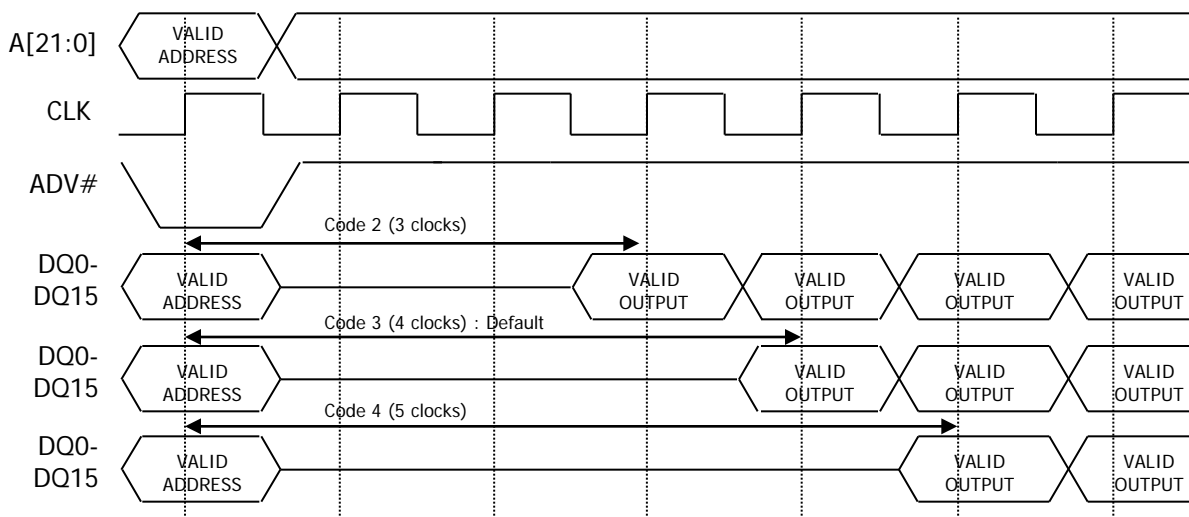 A[21:0]
VALID
ADDRESS
CLK
ADV#
Code 2 (3 clocks)
DQ0-
DQ15
VALID
ADDRESS
VALID
OUTPUT
VALID
OUTPUT
VALID
OUTPUT
VALID
OUTPUT
Code 3 (4 clocks) : Default
DQ0-
DQ15
VALID
ADDRESS
VALID
OUTPUT
VALID
OUTPUT
VALID
OUTPUT
Code 4 (5 clocks)
DQ0-
DQ15
VALID
ADDRESS
VALID
OUTPUT
VALID
OUTPUT